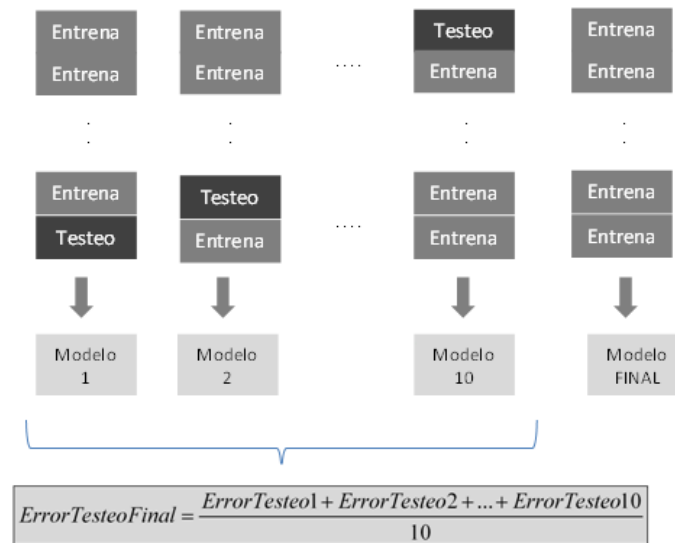 Entrena Entrena Testeo Entrena
Entrena Entrena .... Entrena Entrena
. . . .
. . . .
Entrena Testeo Entrena Entrena
Testeo Entrena .... Entrena Entrena
Modelo Modelo Modelo Modelo
1 2 10 FINAL
ErrorTesteoFinal = \frac{ErrorTesteo1 + ErrorTesteo2 + ... + ErrorTesteo10}{10}